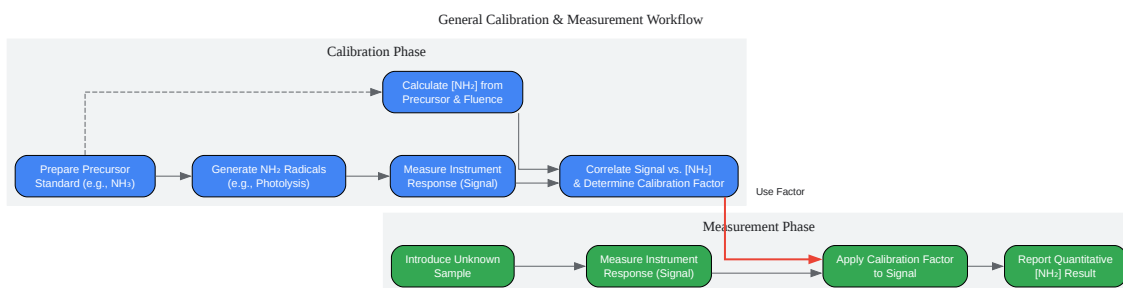 General Calibration & Measurement Workflow
Calibration Phase
Calculate [NH₂] from
Precursor & Fluence
Prepare Precursor
Standard (e.g., NH₃)
Generate NH₂ Radicals
(e.g., Photolysis)
Measure Instrument
Response (Signal)
Correlate Signal vs. [NH₂]
& Determine Calibration Factor
Use Factor
Measurement Phase
Introduce Unknown
Sample
Measure Instrument
Response (Signal)
Apply Calibration Factor
to Signal
Report Quantitative
[NH₂] Result